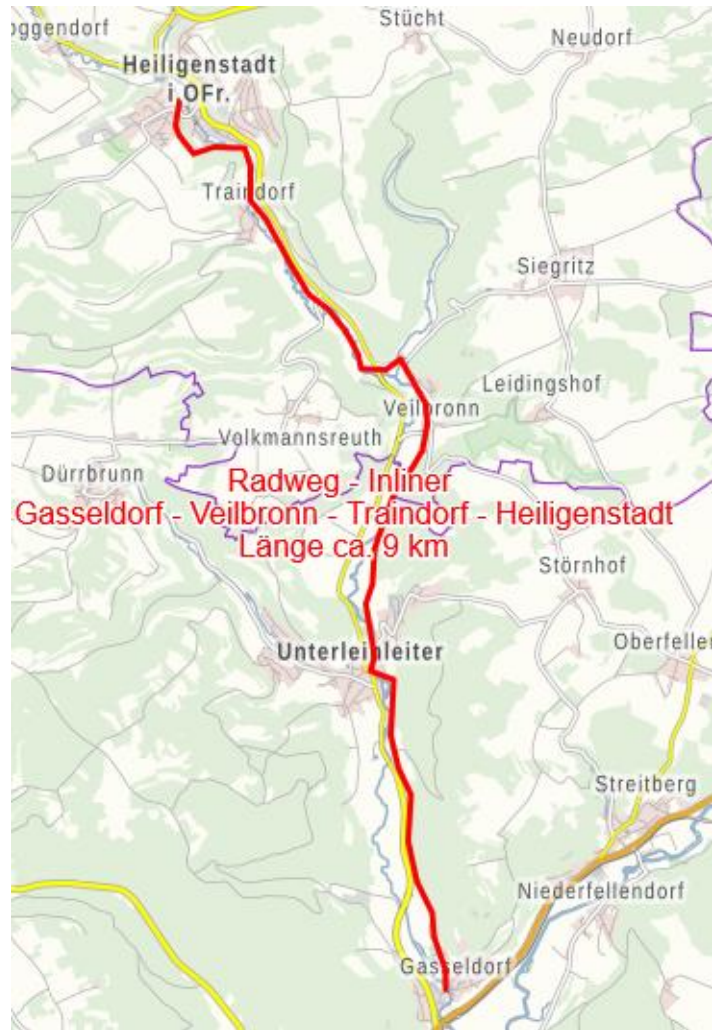 oggendorf
Stücht
Neudorf
Heiligenstadt
i.OFr.
Traindorf
Siegritz
Leidingshof
Veilbronn
Volkmannsreuth
Dürrbrunn
Radweg - Inliner
Gasseldorf - Veilbronn - Traindorf - Heiligenstadt
Länge ca. 9 km
Störnhof
Unterleinleiter
Oberfeller
Streitberg
Niederfellendorf
Gasseldorf